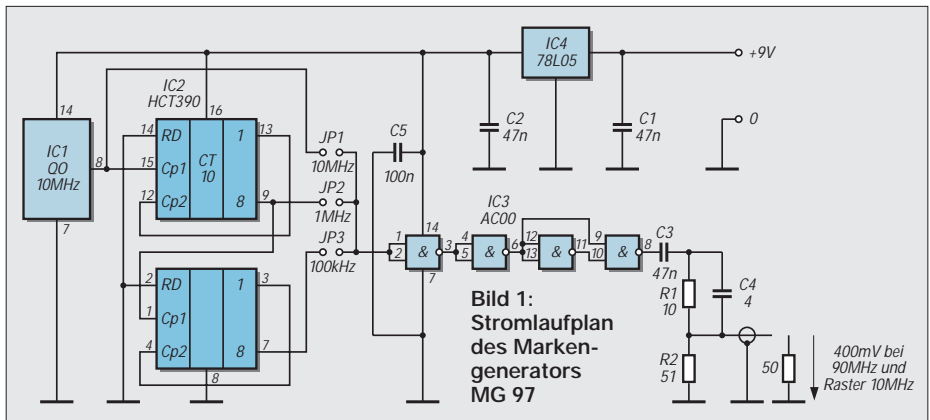 IC4
78L05
+9V
IC2
HCT390
14
16
C2
47n
C1
47n
0
IC1
QO
10MHz
8
7
14
RD
1
13
15
Cp1
CT
10
12
Cp2
8
9
JP1
10MHz
JP2
1MHz
JP3
100kHz
C5
100n
2
RD
1
3
1
Cp1
4
Cp2
8
7
8
IC3
AC00
1
2
&
14
7
3
4
5
&
6
12
13
&
11
9
10
&
8
C3
47n
R1
10
C4
4
R2
51
50
400mV bei
90MHz und
Raster 10MHz
Bild 1:
Stromlaufplan
des Marken-
generators
MG 97